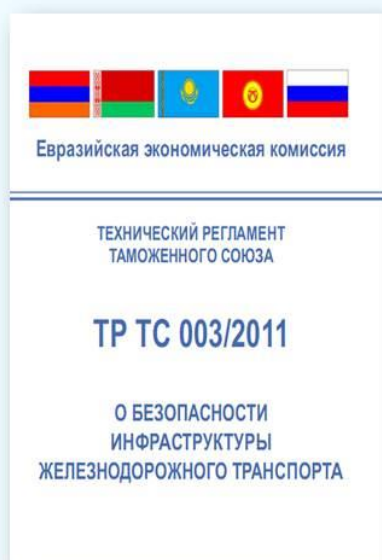 Евразийская экономическая комиссия
ТЕХНИЧЕСКИЙ РЕГЛАМЕНТ
ТАМОЖЕННОГО СОЮЗА
ТР ТС 003/2011
О БЕЗОПАСНОСТИ
ИНФРАСТРУКТУРЫ
ЖЕЛЕЗНОДОРОЖНОГО ТРАНСПОРТА